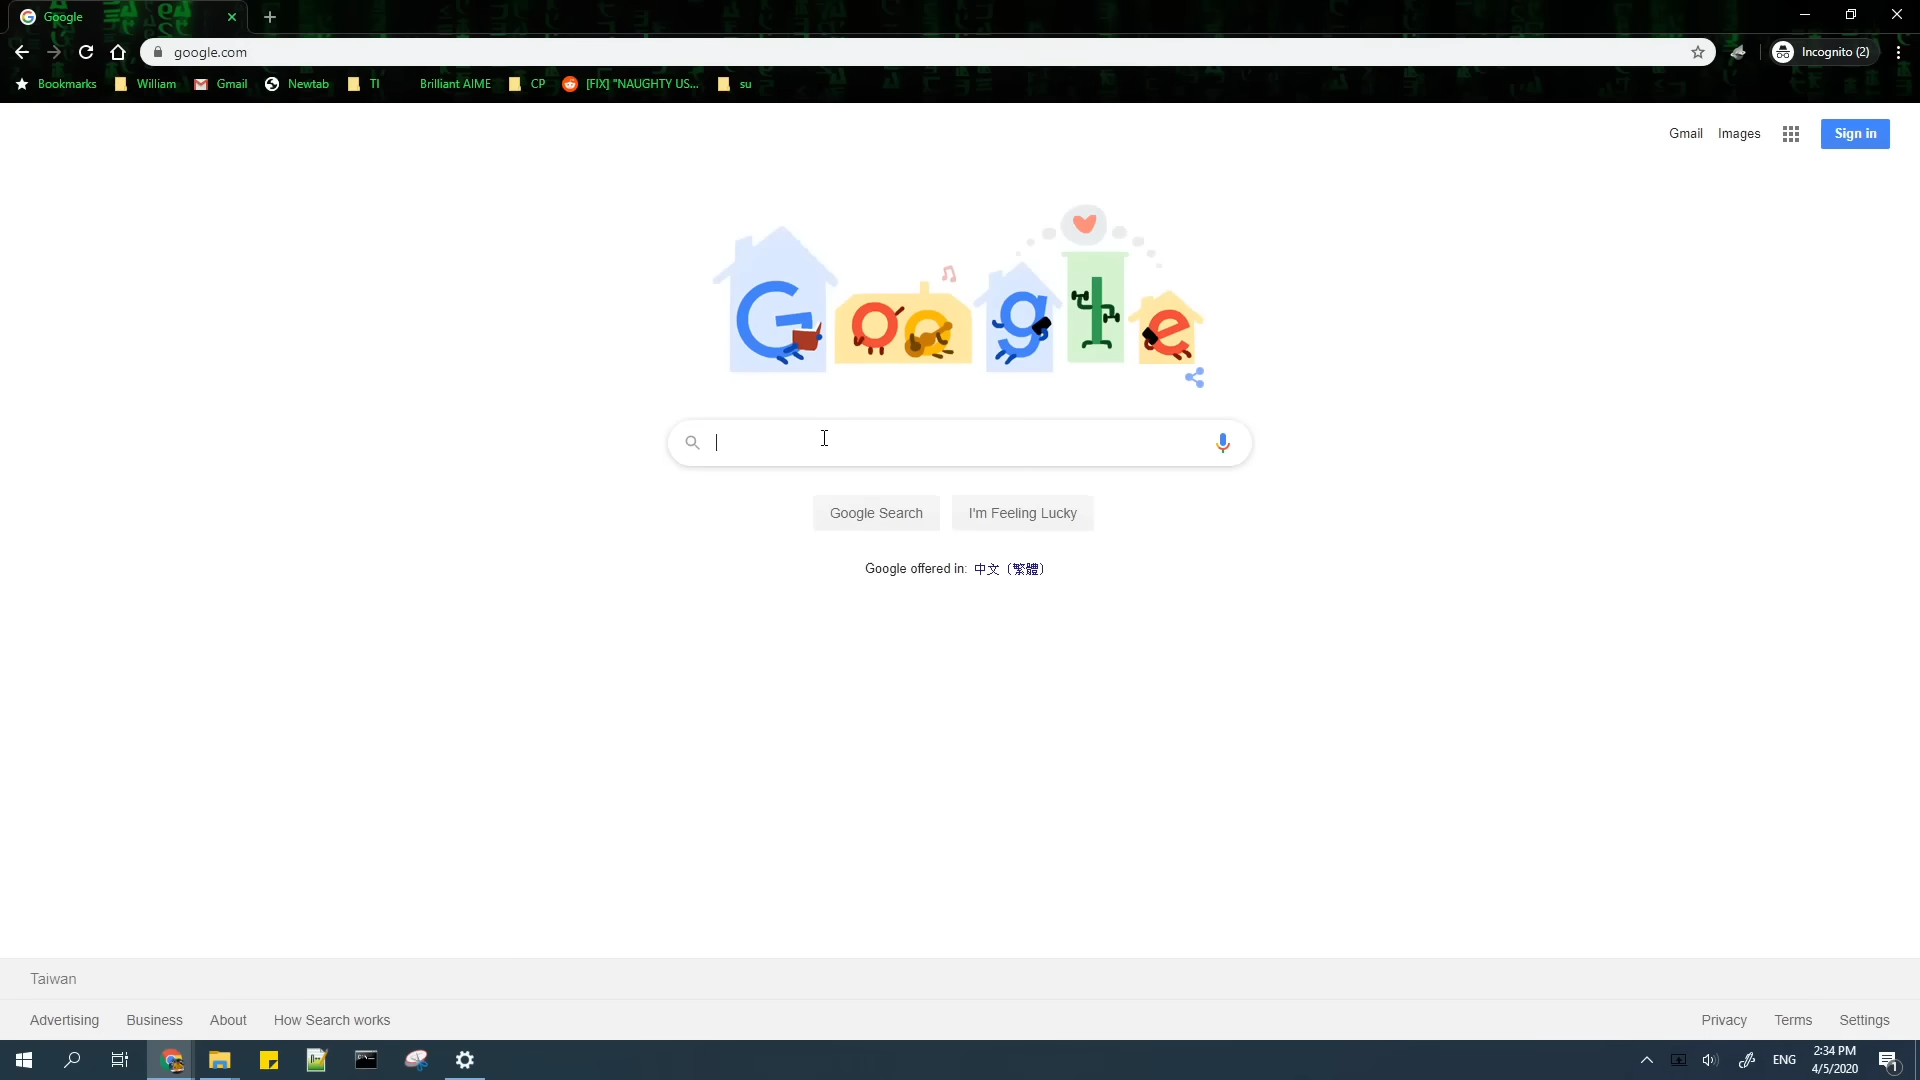 Google
google.com
Incognito (2)
Bookmarks William Gmail Newtab TI Brilliant AIME CP [FIX] "NAUGHTY US... su
Gmail Images Sign in
Google
Google Search I'm Feeling Lucky
Google offered in: 中文（繁體）
Taiwan
Advertising Business About How Search works Privacy Terms Settings
ENG 2:34 PM
4/5/2020
1